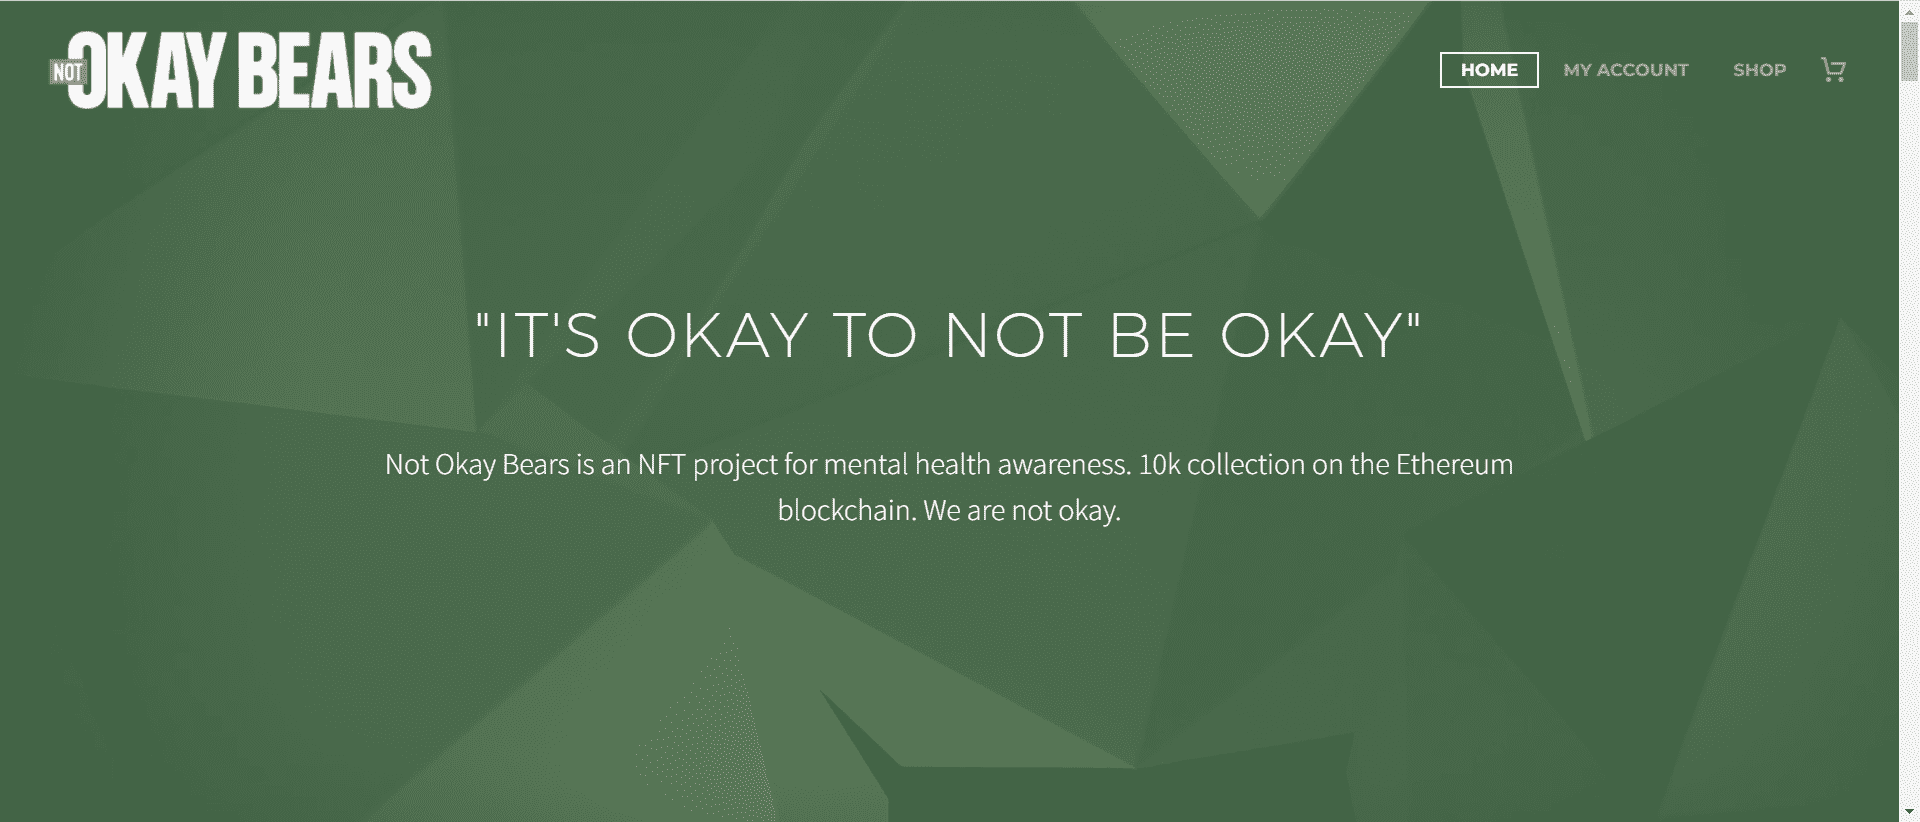 NOT OKAY BEARS
HOME
MY ACCOUNT
SHOP
"IT'S OKAY TO NOT BE OKAY"
Not Okay Bears is an NFT project for mental health awareness. 10k collection on the Ethereum
blockchain. We are not okay.